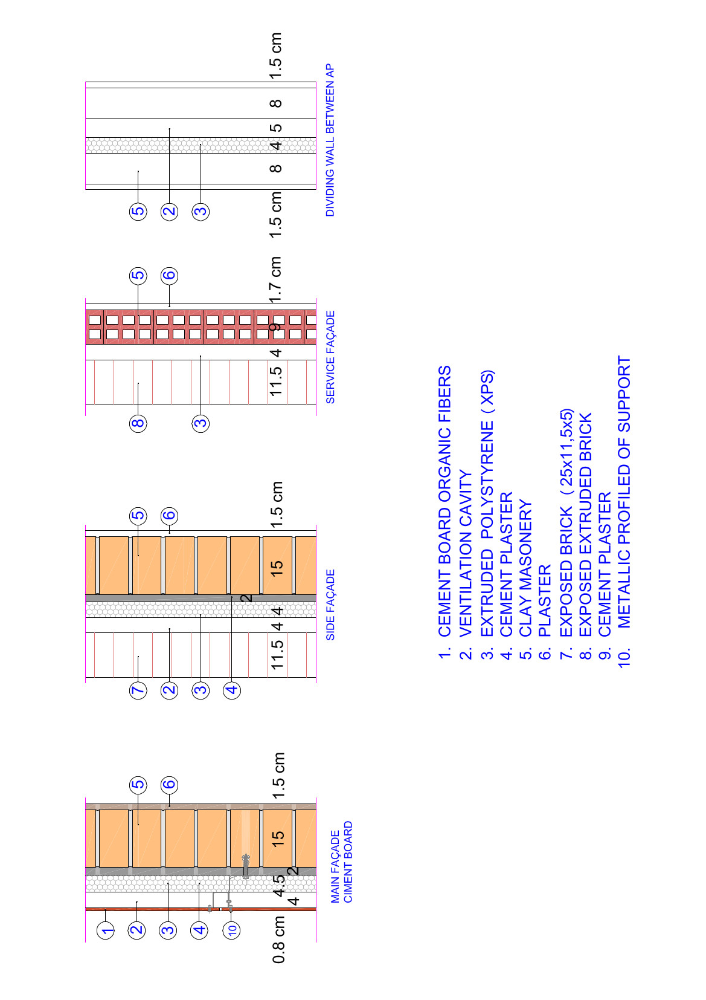 0.8 cm
4
4.5
2
15
1.5 cm
1
2
3
4
10
5
6
MAIN FAÇADE
CIMENT BOARD
11.5
4
4
2
15
1.5 cm
7
2
3
4
5
6
SIDE FAÇADE
11.5
4
9
1.7 cm
8
3
5
6
SERVICE FAÇADE
1.5 cm
8
4
5
8
1.5 cm
5
2
3
DIVIDING WALL BETWEEN AP
1. CEMENT BOARD ORGANIC FIBERS
2. VENTILATION CAVITY
3. EXTRUDED POLYSTYRENE ( XPS)
4. CEMENT PLASTER
5. CLAY MASONERY
6. PLASTER
7. EXPOSED BRICK ( 25x11,5x5)
8. EXPOSED EXTRUDED BRICK
9. CEMENT PLASTER
10. METALLIC PROFILED OF SUPPORT